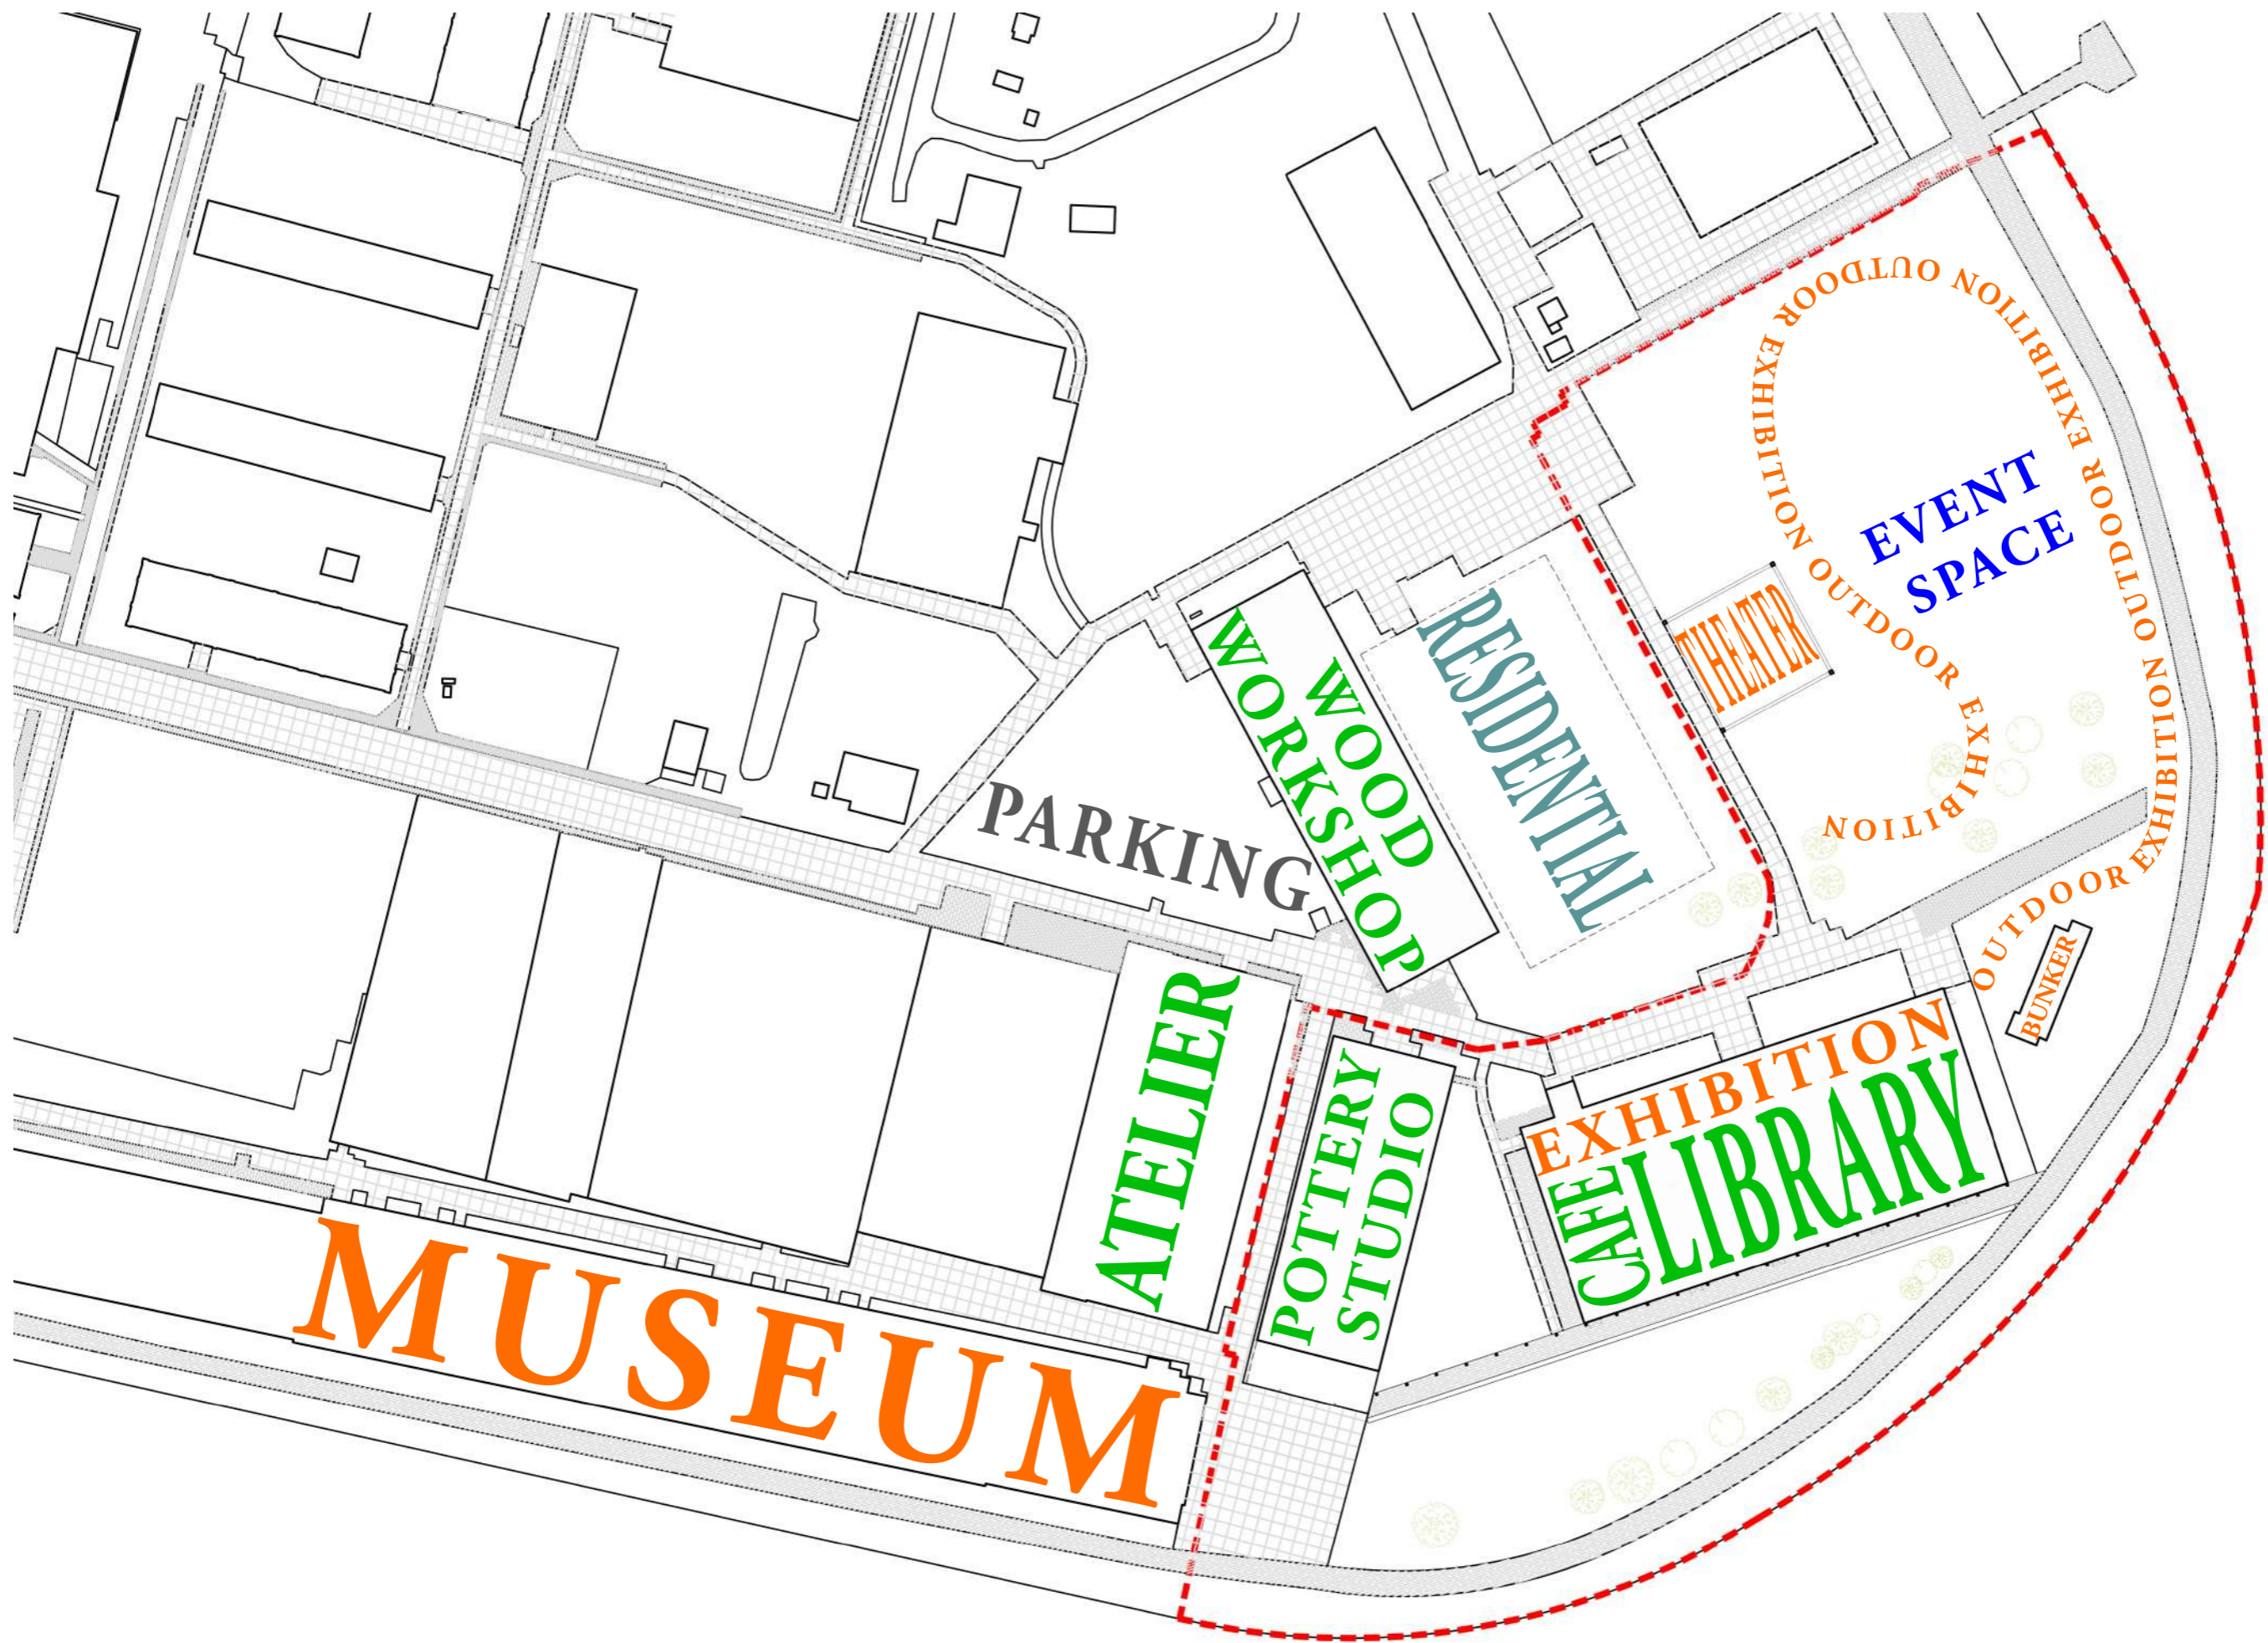 OUTDOOR EXHIBITION OUTDOOR EXHIBITION OUTDOOR EXHIBITION OUTDOOR EXHIBITION OUTDOOR EXHIBITION
EVENT
SPACE
THEATER
RESIDENTIAL
WOOD
WORKSHOP
PARKING
BUNKER
ATELIER
POTTERY
STUDIO
EXHIBITION
CAFE
LIBRARY
MUSEUM